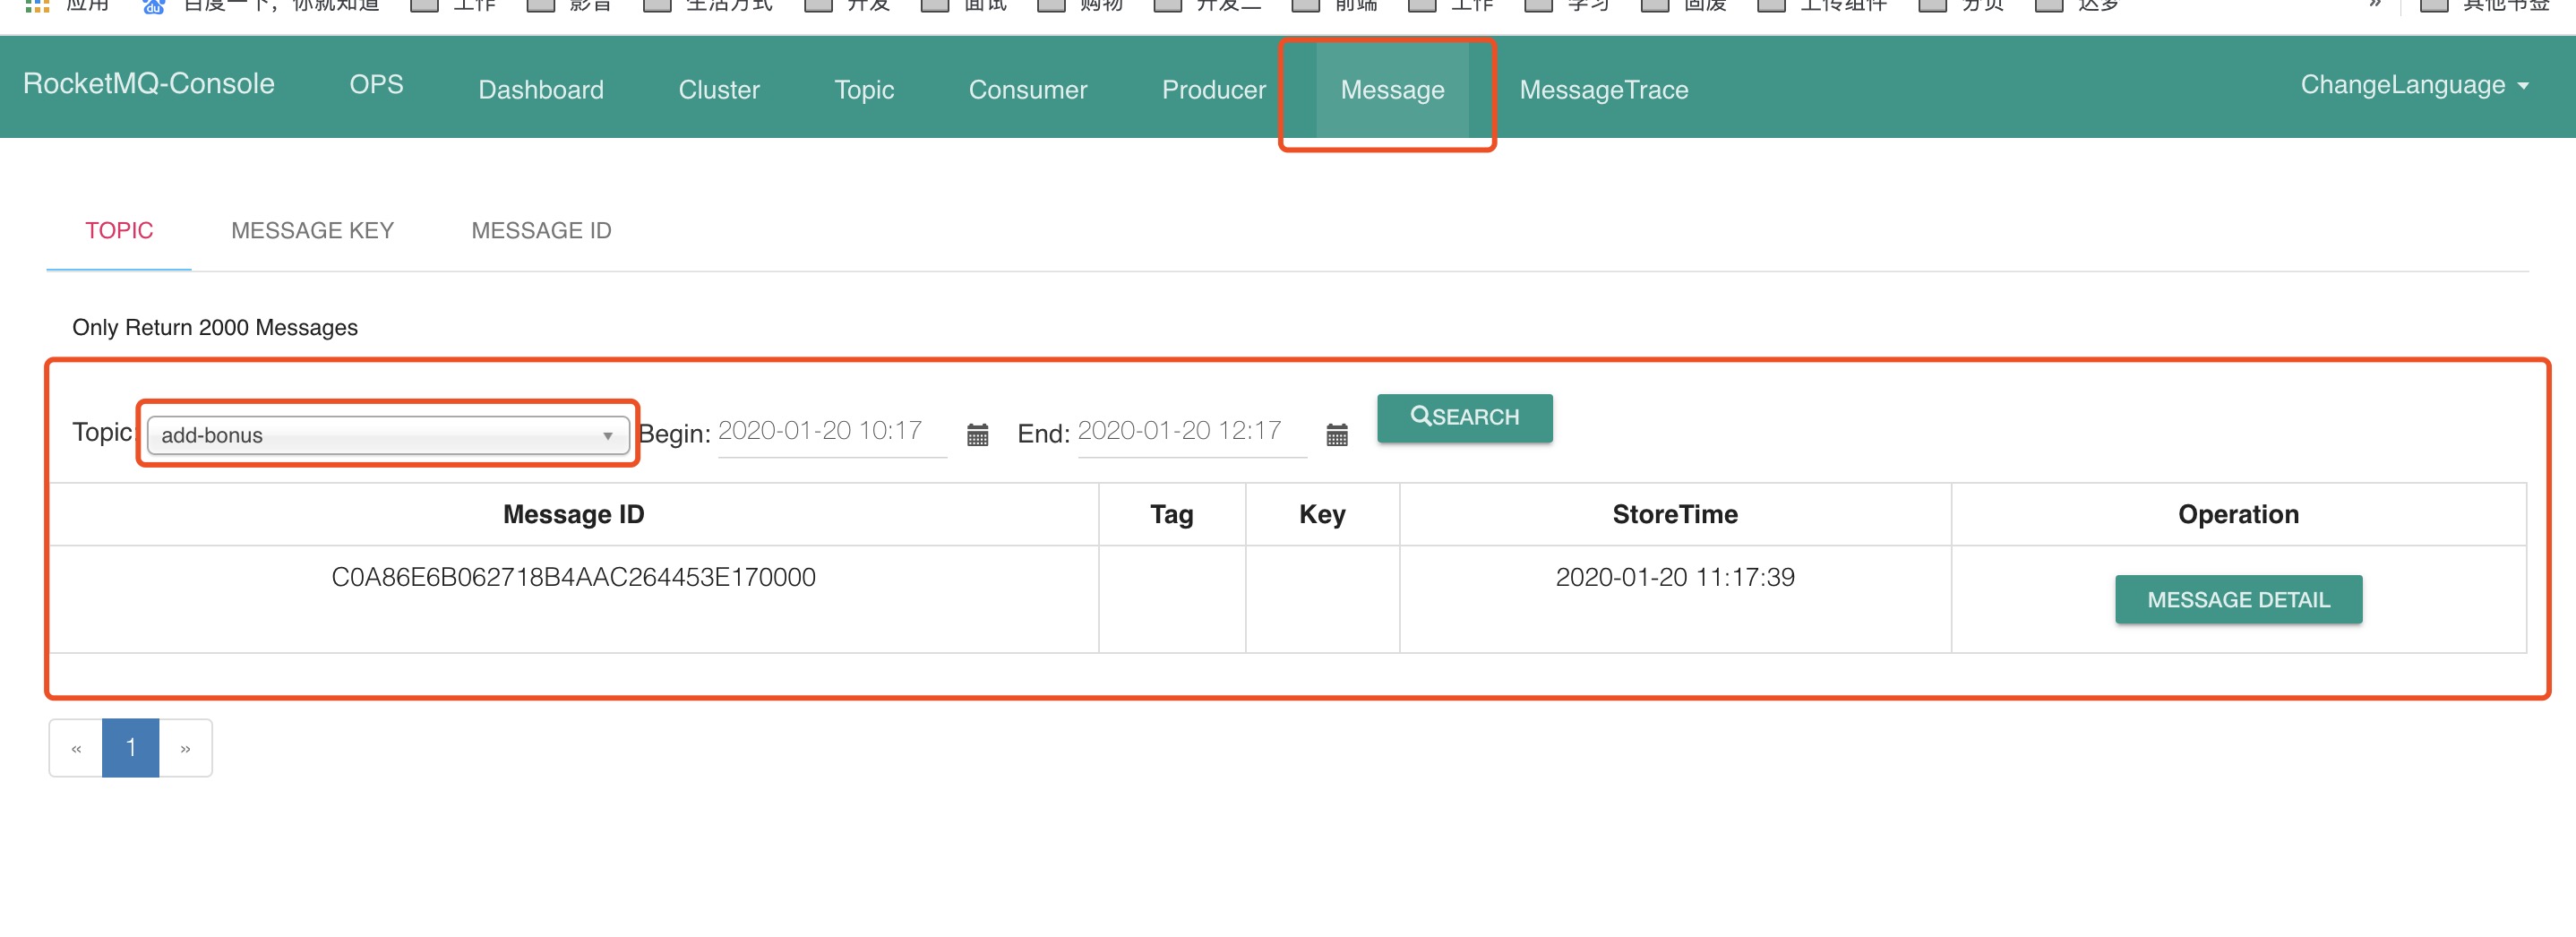 应用 百度一下，你就知道 工作 影音 生活方式 开发 面试 购物 开发二 前端 工作 学习 固废 上传组件 分页 达梦 » 其他书签
RocketMQ-Console OPS Dashboard Cluster Topic Consumer Producer Message MessageTrace ChangeLanguage
TOPIC MESSAGE KEY MESSAGE ID
Only Return 2000 Messages
Topic: add-bonus Begin: 2020-01-20 10:17 End: 2020-01-20 12:17 SEARCH
Message ID Tag Key StoreTime Operation
C0A86E6B062718B4AAC264453E170000 2020-01-20 11:17:39 MESSAGE DETAIL
« 1 »